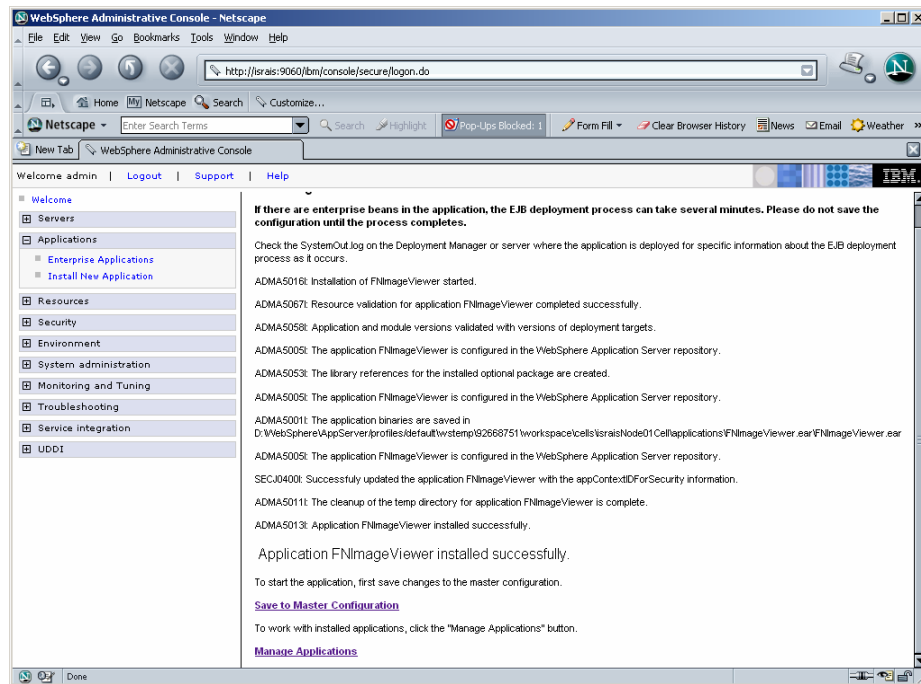 WebSphere Administrative Console - Netscape
File Edit View Go Bookmarks Tools Window Help
http://israis:9060/ibm/console/secure/logon.do
Home My Netscape Search Customize...
Netscape Enter Search Terms Search Highlight Pop-Ups Blocked: 1 Form Fill Clear Browser History News Email Weather
New Tab WebSphere Administrative Console
Welcome admin | Logout | Support | Help
IBM.
Welcome
Servers
Applications
Enterprise Applications
Install New Application
Resources
Security
Environment
System administration
Monitoring and Tuning
Troubleshooting
Service integration
UDDI
If there are enterprise beans in the application, the EJB deployment process can take several minutes. Please do not save the
configuration until the process completes.
Check the SystemOut.log on the Deployment Manager or server where the application is deployed for specific information about the EJB deployment
process as it occurs.
ADMA5016I: Installation of FNImageViewer started.
ADMA5067I: Resource validation for application FNImageViewer completed successfully.
ADMA5058I: Application and module versions validated with versions of deployment targets.
ADMA5005I: The application FNImageViewer is configured in the WebSphere Application Server repository.
ADMA5053I: The library references for the installed optional package are created.
ADMA5005I: The application FNImageViewer is configured in the WebSphere Application Server repository.
ADMA5001I: The application binaries are saved in
D:\WebSphere\AppServer/profiles/default\wstemp\92668751\workspace\cells\israisNode01Cell\applications\FNImageViewer.ear\FNImageViewer.ear
ADMA5005I: The application FNImageViewer is configured in the WebSphere Application Server repository.
SECJ0400I: Successfuly updated the application FNImageViewer with the appContextIDForSecurity information.
ADMA5011I: The cleanup of the temp directory for application FNImageViewer is complete.
ADMA5013I: Application FNImageViewer installed successfully.
Application FNImageViewer installed successfully.
To start the application, first save changes to the master configuration.
Save to Master Configuration
To work with installed applications, click the "Manage Applications" button.
Manage Applications
Done